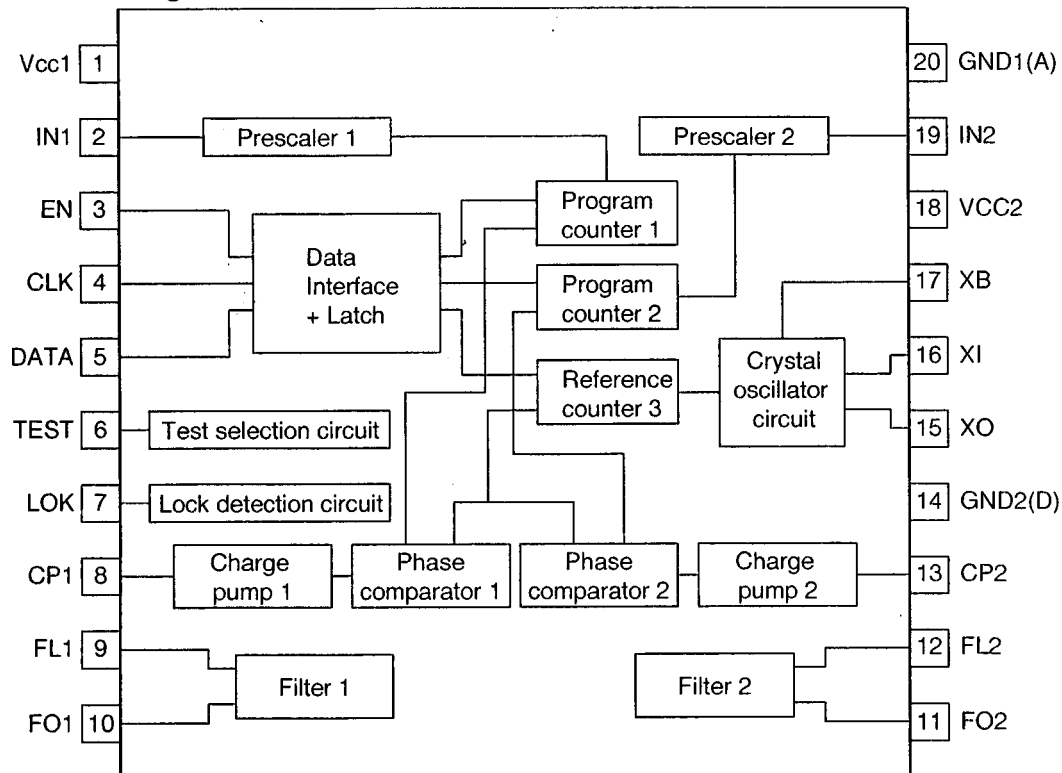 Vcc1 1
20 GND1(A)
IN1 2
Prescaler 1
Prescaler 2
19 IN2
EN 3
Program
counter 1
18 VCC2
Data
Interface
+ Latch
CLK 4
Program
counter 2
17 XB
DATA 5
Reference
counter 3
Crystal
oscillator
circuit
16 XI
TEST 6
Test selection circuit
15 XO
LOK 7
Lock detection circuit
14 GND2(D)
CP1 8
Charge
pump 1
Phase
comparator 1
Phase
comparator 2
Charge
pump 2
13 CP2
FL1 9
Filter 1
Filter 2
12 FL2
FO1 10
11 FO2